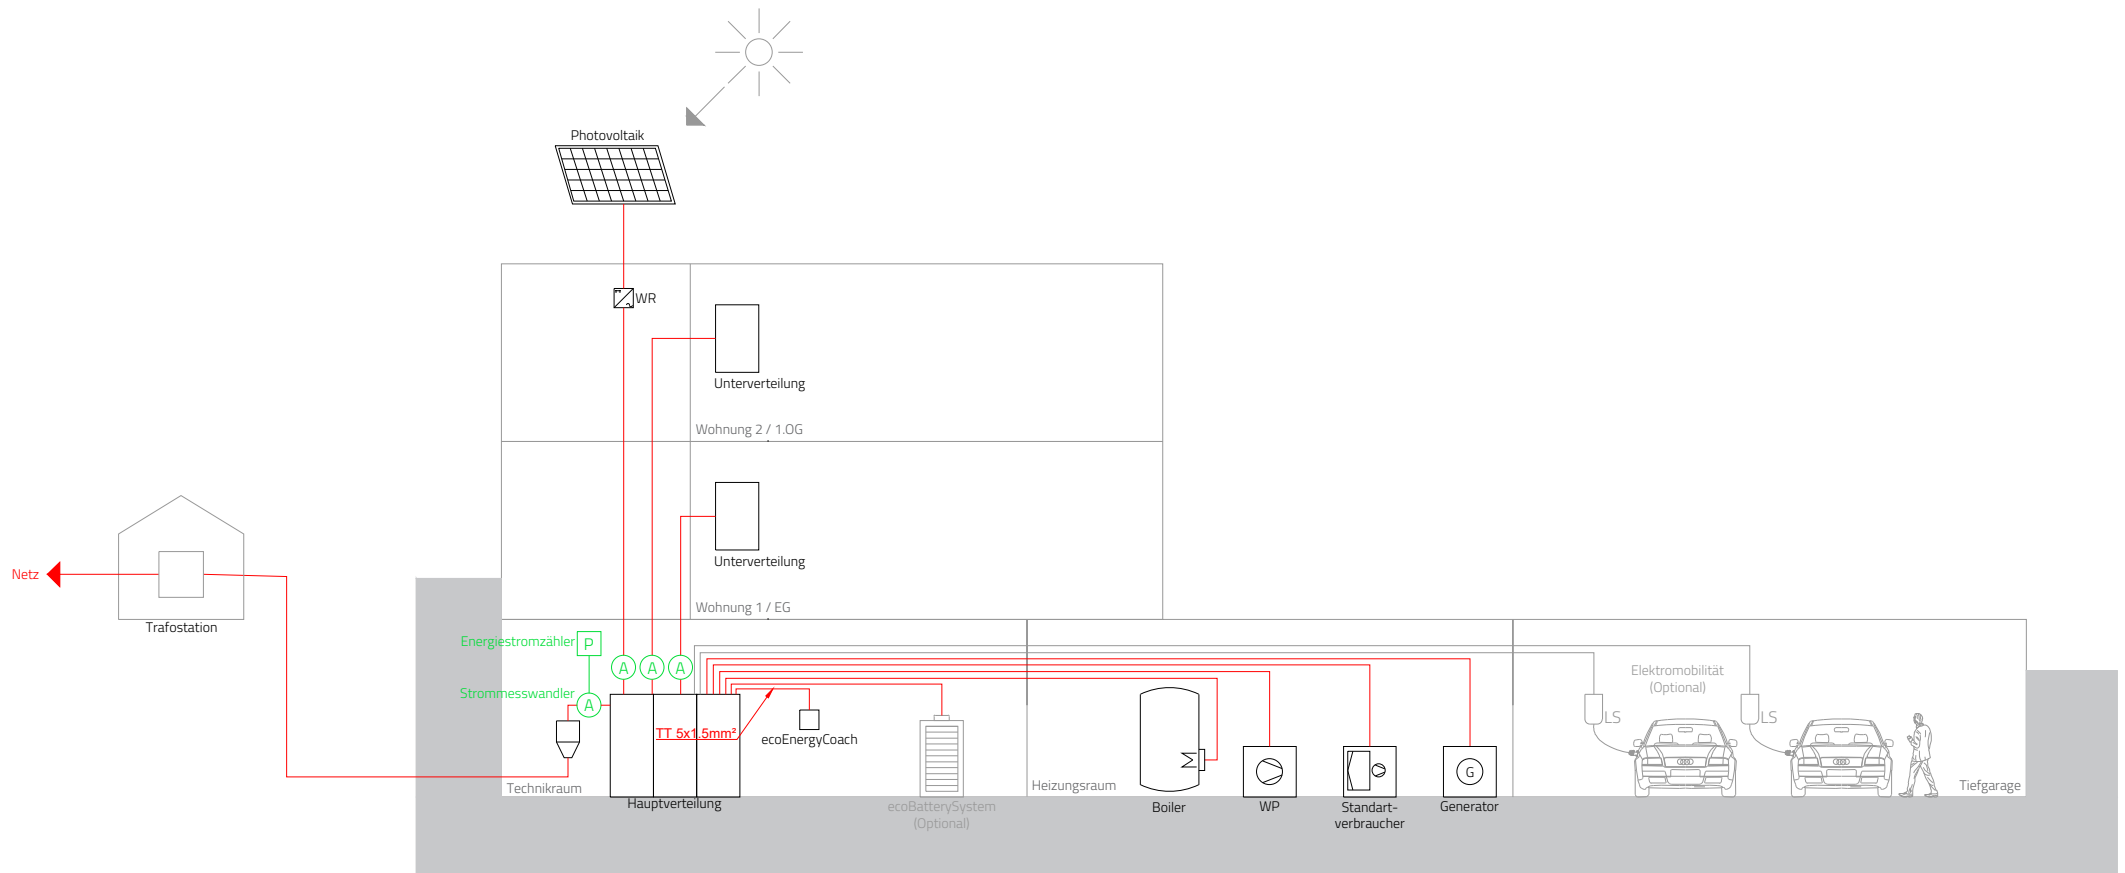 Photovoltaik
WR
Unterverteilung
Wohnung 2 / 1.OG
Unterverteilung
Wohnung 1 / EG
Netz
Trafostation
Energiestromzähler
P
A
A
A
Strommesswandler
A
TT 5x1.5mm²
ecoEnergyCoach
Technikraum
Hauptverteilung
ecoBatterySystem
(Optional)
Heizungsraum
Boiler
WP
Standart-
verbraucher
G
Generator
Elektromobilität
(Optional)
LS
LS
Tiefgarage